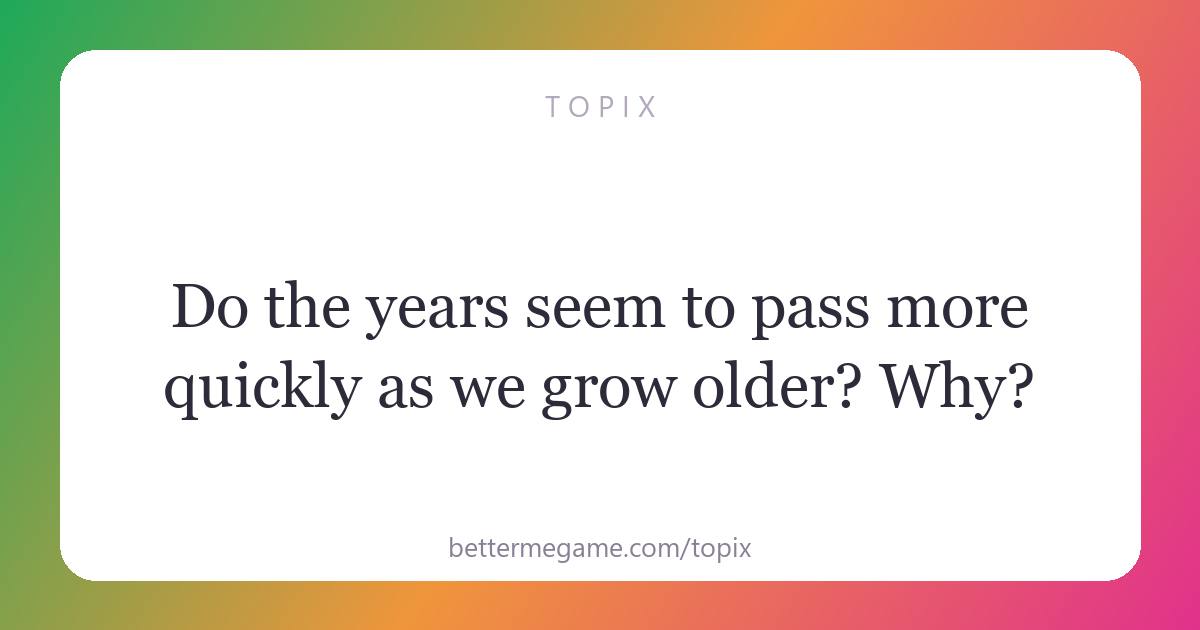 TOPIX
Do the years seem to pass more
quickly as we grow older? Why?
bettermegame.com/topix